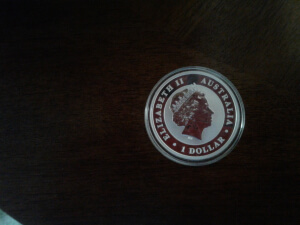 ELIZABETH II AUSTRALIA
• 1 DOLLAR •